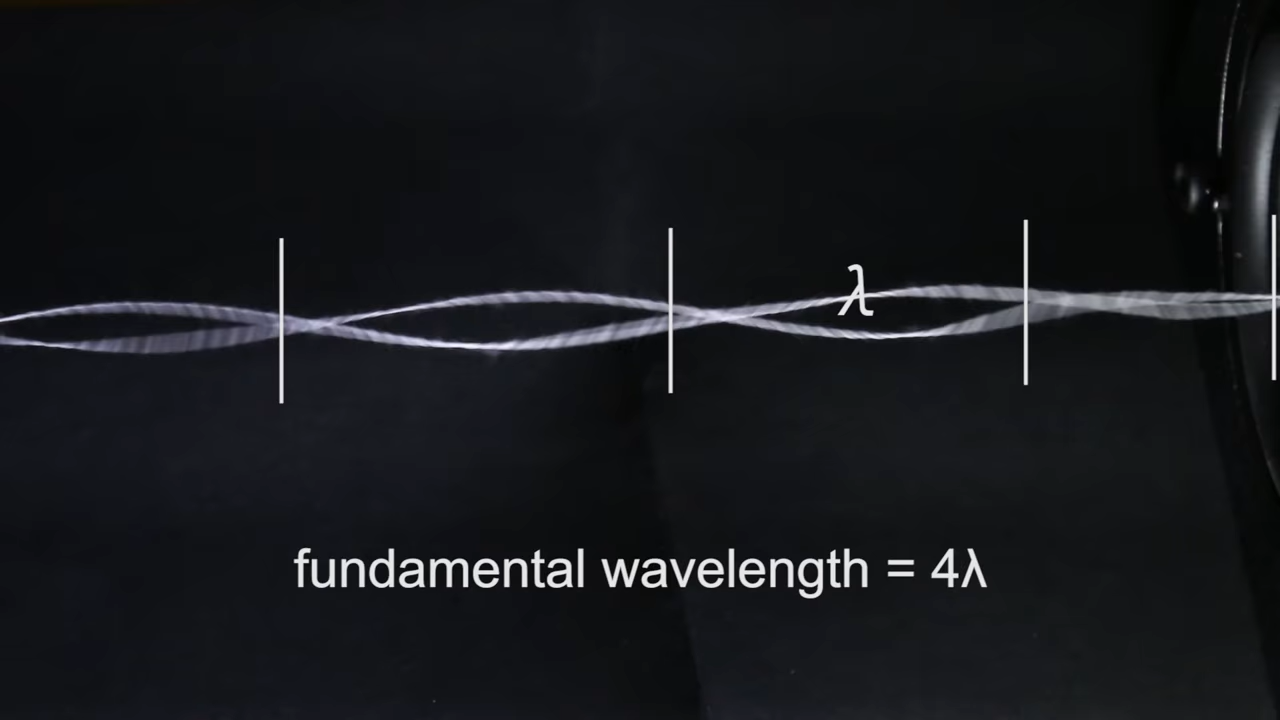 λ
fundamental wavelength = 4λ